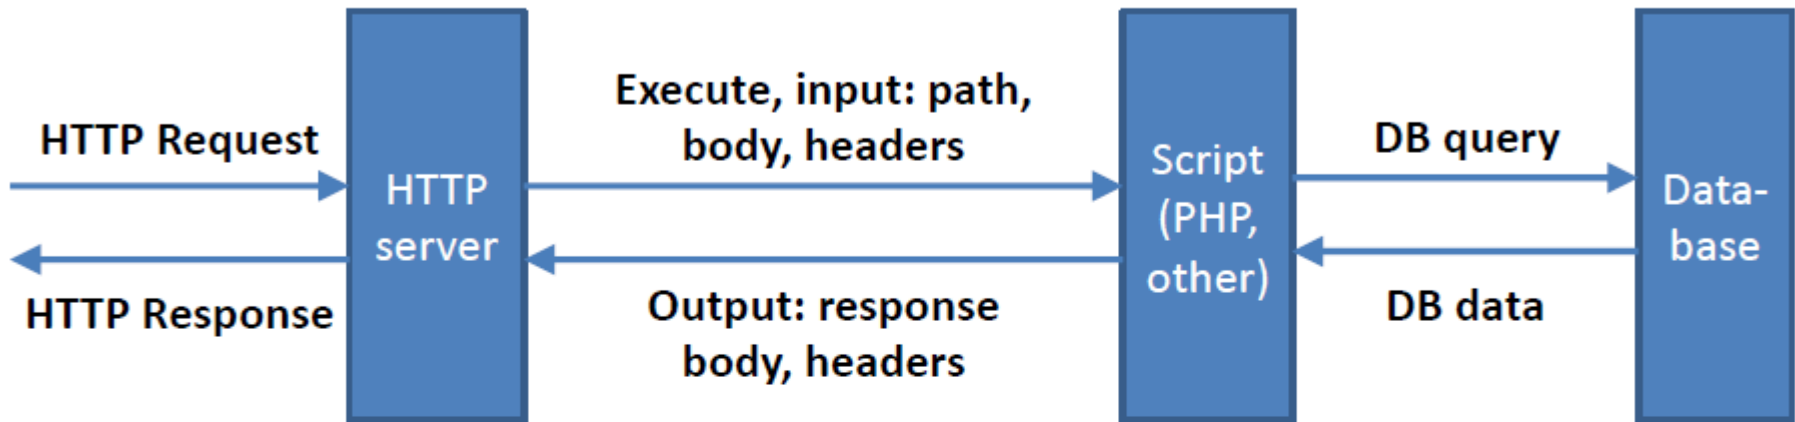 HTTP Request
HTTP Response
HTTP
server
Execute, input: path,
body, headers
Output: response
body, headers
Script
(PHP,
other)
DB query
DB data
Data-
base